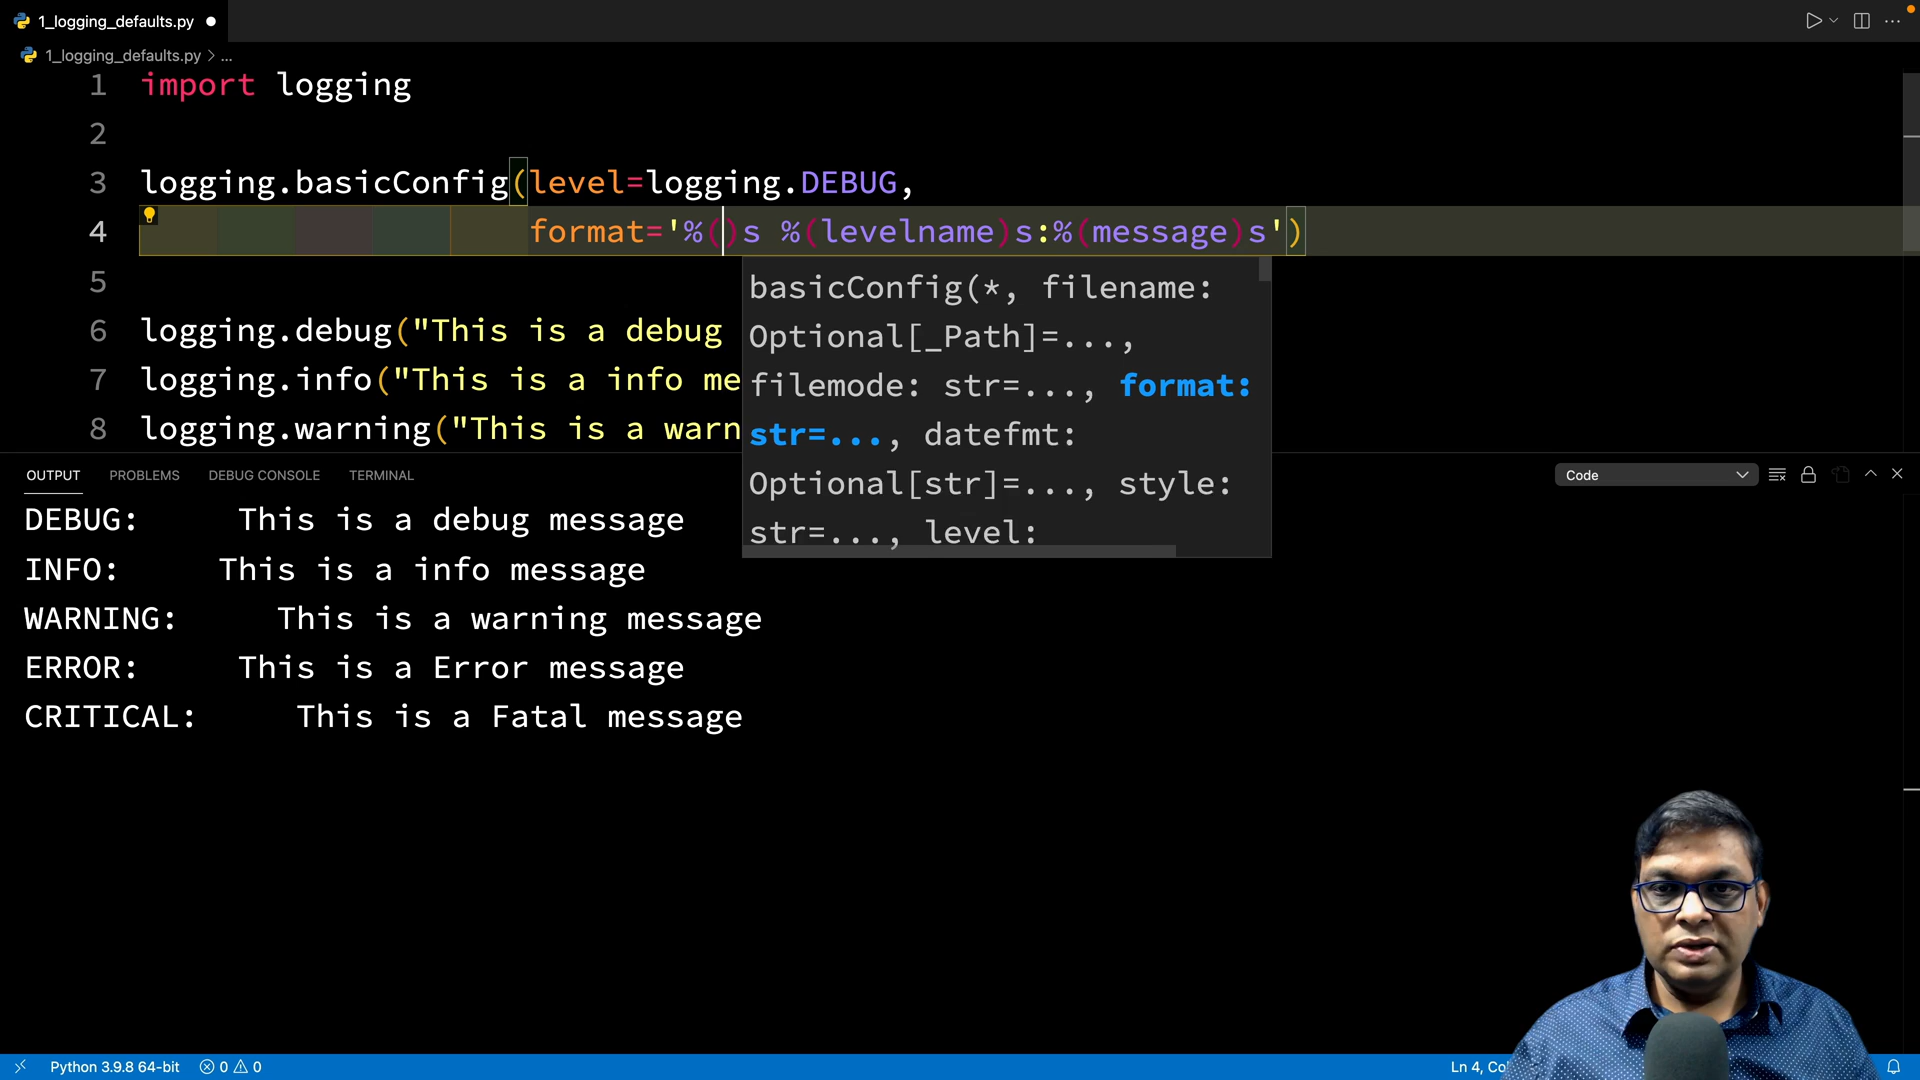 1_logging_defaults.py
1_logging_defaults.py > ...
1 import logging
2
3 logging.basicConfig(level=logging.DEBUG,
4 format='%()s %(levelname)s:%(message)s')
5
6 logging.debug("This is a debug
7 logging.info("This is a info me
8 logging.warning("This is a warn
basicConfig(*, filename:
Optional[_Path]=...,
filemode: str=..., format:
str=..., datefmt:
Optional[str]=..., style:
str=..., level:
OUTPUT PROBLEMS DEBUG CONSOLE TERMINAL Code
DEBUG: This is a debug message
INFO: This is a info message
WARNING: This is a warning message
ERROR: This is a Error message
CRITICAL: This is a Fatal message
Python 3.9.8 64-bit 0 0 Ln 4, Co